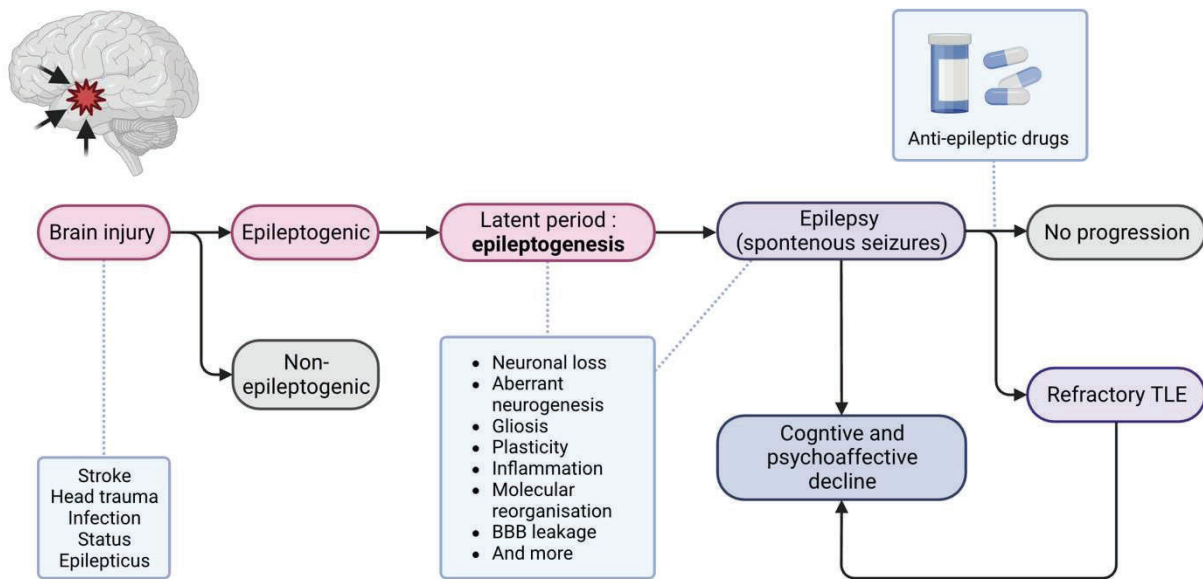 Anti-epileptic drugs
Brain injury
Epileptogenic
Latent period :
epileptogenesis
Epilepsy
(spontenous seizures)
No progression
Non-
epileptogenic
• Neuronal loss
• Aberrant
neurogenesis
• Gliosis
• Plasticity
• Inflammation
• Molecular
reorganisation
• BBB leakage
• And more
Refractory TLE
Cogntive and
psychoaffective
decline
Stroke
Head trauma
Infection
Status
Epilepticus